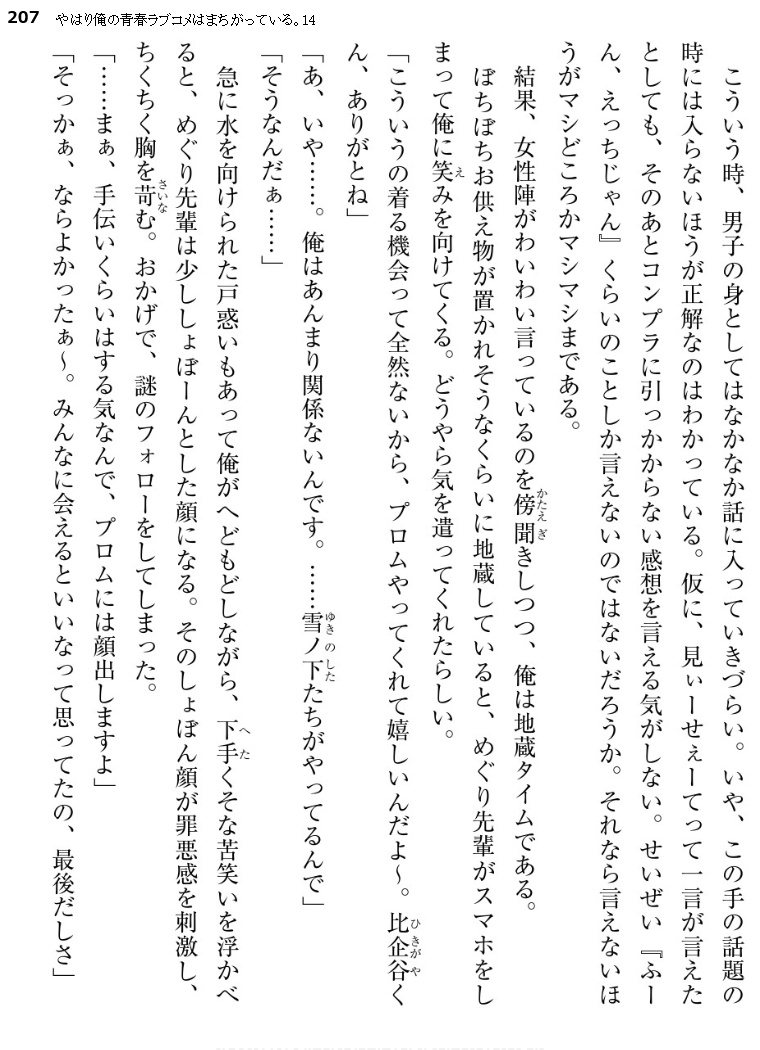 207 やはり俺の青春ラブコメはまちがっている。14
　こういう時、男子の身としてはなかなか話に入っていきづらい。いや、この手の話題の
時には入らないほうが正解なのはわかっている。仮に、見ぃーせぇーてって一言が言えた
としても、そのあとコンプラに引っかからない感想を言える気がしない。せいぜい『ふー
ん、えっちじゃん』くらいのことしか言えないのではないだろうか。それなら言えないほ
うがマシどころかマシマシまである。
　結果、女性陣がわいわい言っているのを傍聞きしつつ、俺は地蔵タイムである。
　ぼちぼちお供え物が置かれそうなくらいに地蔵していると、めぐり先輩がスマホをし
まって俺に笑みを向けてくる。どうやら気を遣ってくれたらしい。
「こういうの着る機会って全然ないから、プロムやってくれて嬉しいんだよ～。比企谷く
ん、ありがとね」
「あ、いや……。俺はあんまり関係ないんです。……雪ノ下たちがやってるんで」
「そうなんだぁ……」
　急に水を向けられた戸惑いもあって俺がへどもどしながら、下手くそな苦笑いを浮かべ
ると、めぐり先輩は少ししょぼーんとした顔になる。そのしょぼん顔が罪悪感を刺激し、
ちくちく胸を苛む。おかげで、謎のフォローをしてしまった。
「……まぁ、手伝いくらいはする気なんで、プロムには顔出しますよ」
「そっかぁ、ならよかったぁ～。みんなに会えるといいなって思ってたの、最後だしさ」